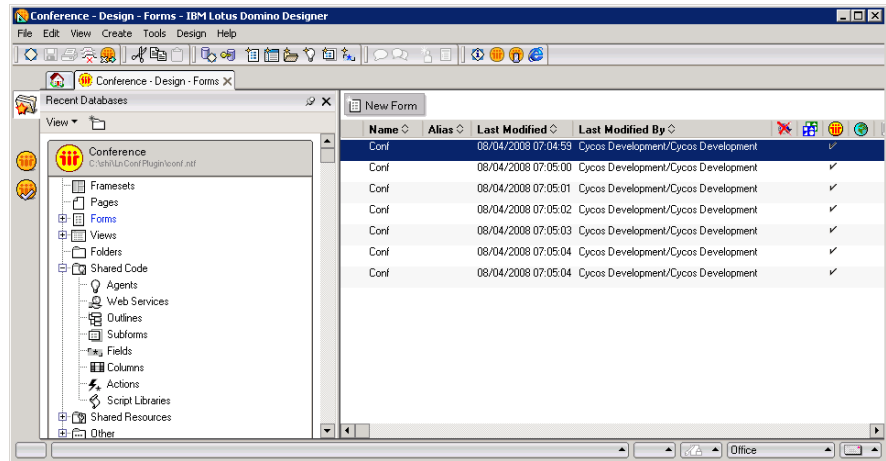 Conference - Design - Forms - IBM Lotus Domino Designer
File Edit View Create Tools Design Help
Conference - Design - Forms
Recent Databases
View
Conference
C:\shi\LnConfPlugin\conf.ntf
Framesets
Pages
Forms
Views
Folders
Shared Code
Agents
Web Services
Outlines
Subforms
Fields
Columns
Actions
Script Libraries
Shared Resources
Other
New Form
Name Alias Last Modified Last Modified By
Conf 08/04/2008 07:04:59 Cycos Development/Cycos Development
Conf 08/04/2008 07:05:00 Cycos Development/Cycos Development
Conf 08/04/2008 07:05:01 Cycos Development/Cycos Development
Conf 08/04/2008 07:05:02 Cycos Development/Cycos Development
Conf 08/04/2008 07:05:03 Cycos Development/Cycos Development
Conf 08/04/2008 07:05:04 Cycos Development/Cycos Development
Conf 08/04/2008 07:05:04 Cycos Development/Cycos Development
Office